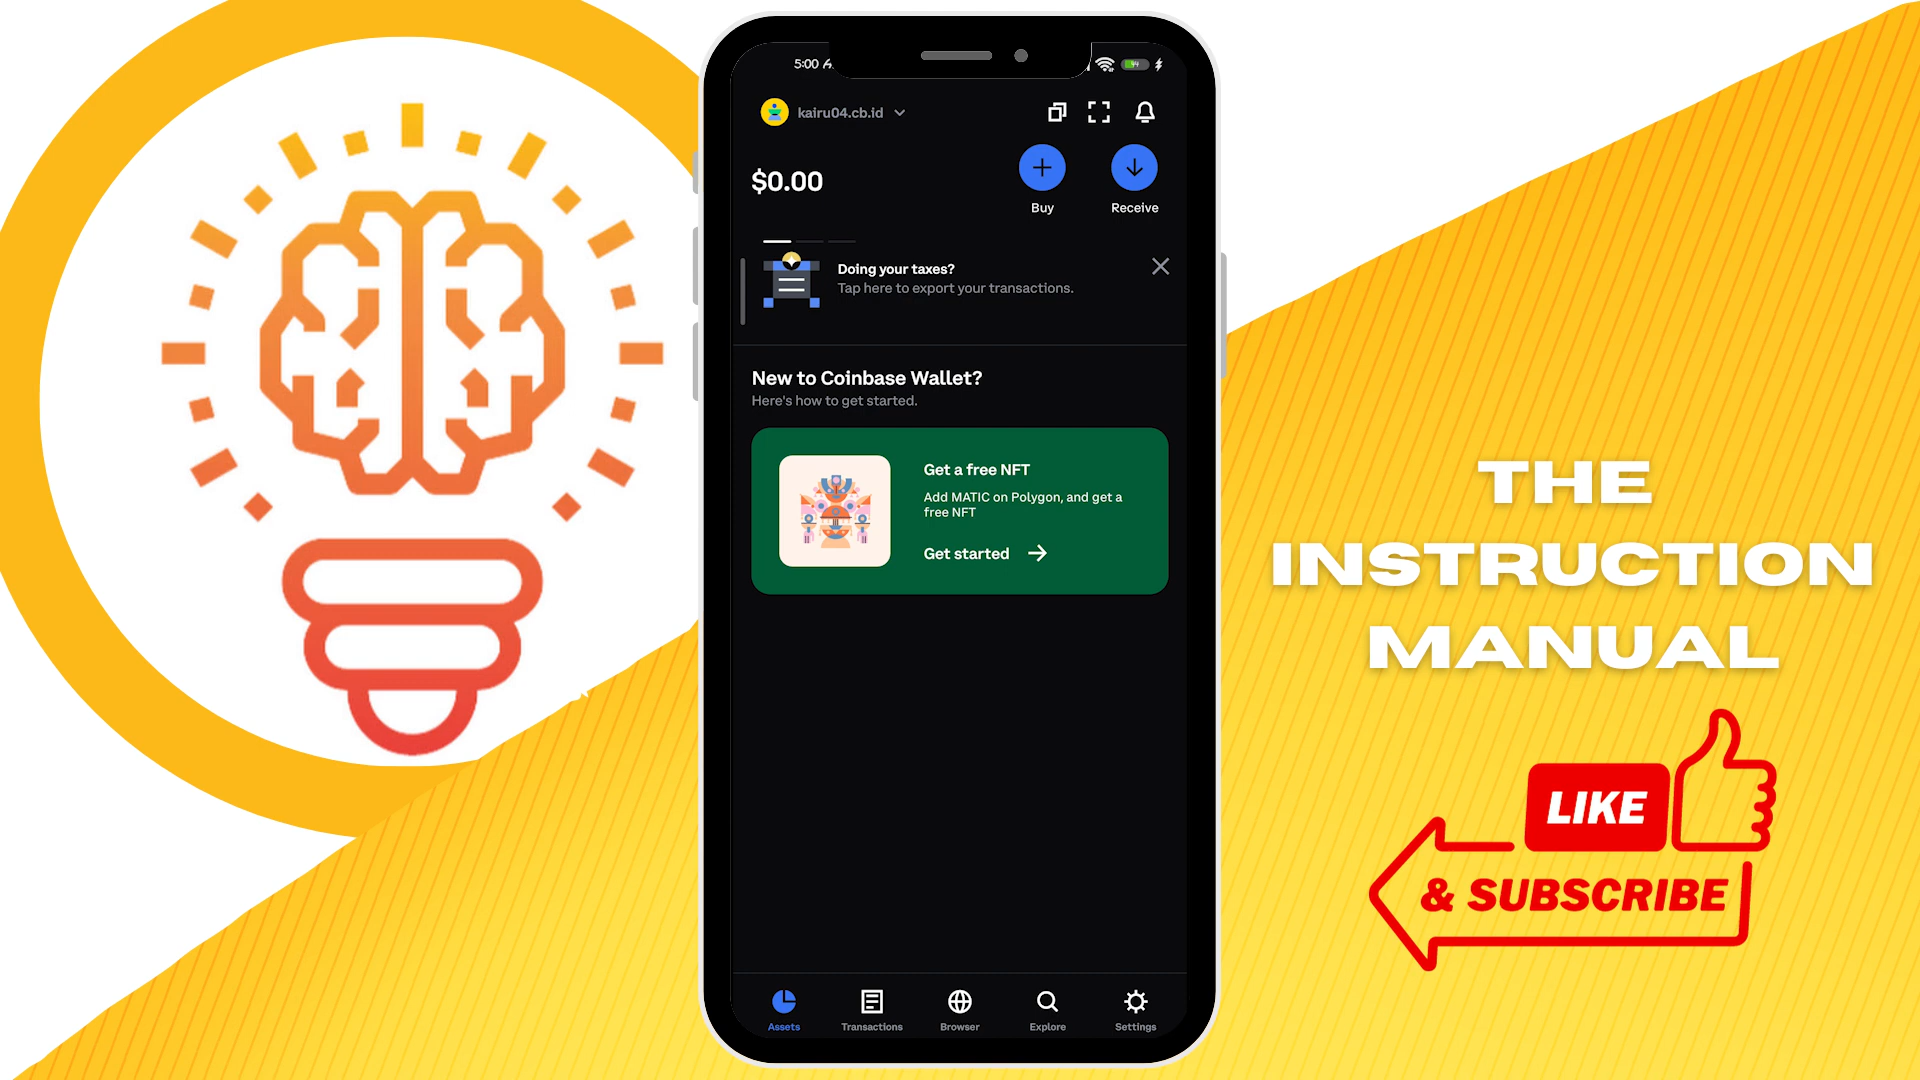 5:00
kairu04.cb.id
$0.00
Buy
Receive
Doing your taxes?
Tap here to export your transactions.
New to Coinbase Wallet?
Here's how to get started.
Get a free NFT
Add MATIC on Polygon, and get a
free NFT
Get started
Assets
Transactions
Browser
Explore
Settings
THE
INSTRUCTION
MANUAL
LIKE
& SUBSCRIBE